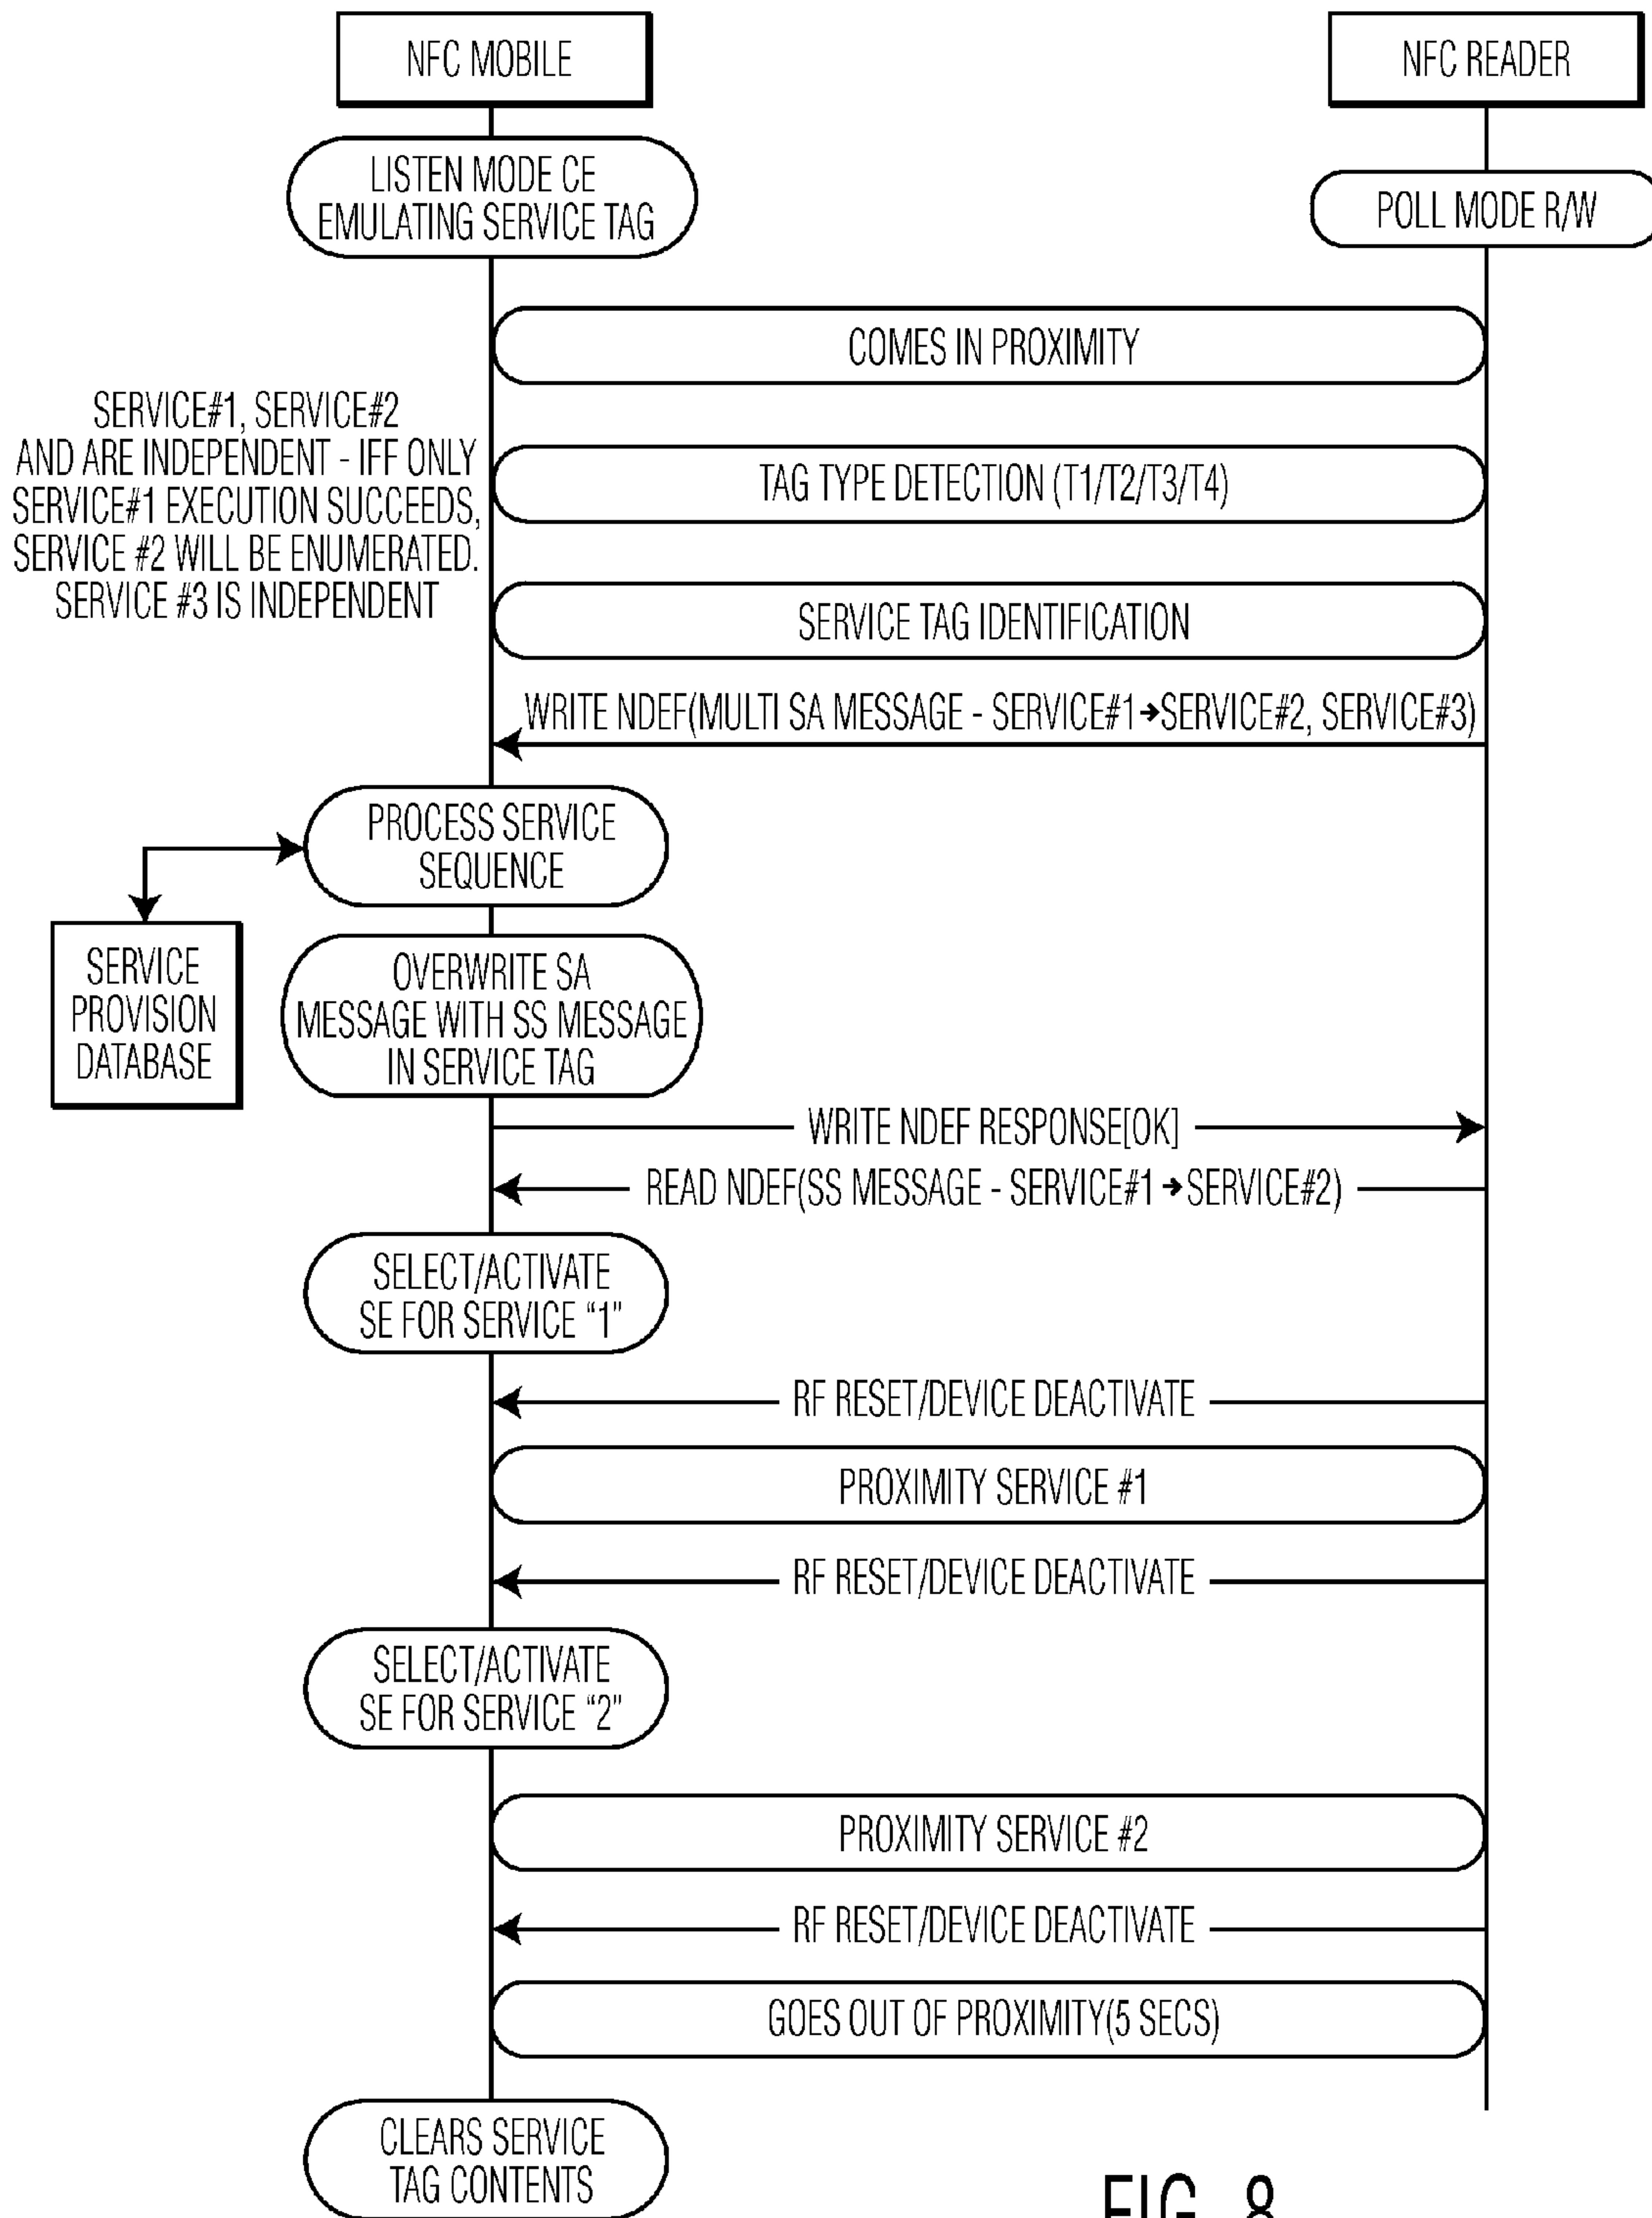 NFC MOBILE
NFC READER
LISTEN MODE CE
EMULATING SERVICE TAG
POLL MODE R/W
COMES IN PROXIMITY
SERVICE#1, SERVICE#2
AND ARE INDEPENDENT - IFF ONLY
SERVICE#1 EXECUTION SUCCEEDS,
SERVICE #2 WILL BE ENUMERATED.
SERVICE #3 IS INDEPENDENT
TAG TYPE DETECTION (T1/T2/T3/T4)
SERVICE TAG IDENTIFICATION
WRITE NDEF(MULTI SA MESSAGE - SERVICE#1→SERVICE#2, SERVICE#3)
PROCESS SERVICE
SEQUENCE
SERVICE
PROVISION
DATABASE
OVERWRITE SA
MESSAGE WITH SS MESSAGE
IN SERVICE TAG
WRITE NDEF RESPONSE[OK]
READ NDEF(SS MESSAGE - SERVICE#1→SERVICE#2)
SELECT/ACTIVATE
SE FOR SERVICE “1”
RF RESET/DEVICE DEACTIVATE
PROXIMITY SERVICE #1
RF RESET/DEVICE DEACTIVATE
SELECT/ACTIVATE
SE FOR SERVICE “2”
PROXIMITY SERVICE #2
RF RESET/DEVICE DEACTIVATE
GOES OUT OF PROXIMITY(5 SECS)
CLEARS SERVICE
TAG CONTENTS
FIG. 8